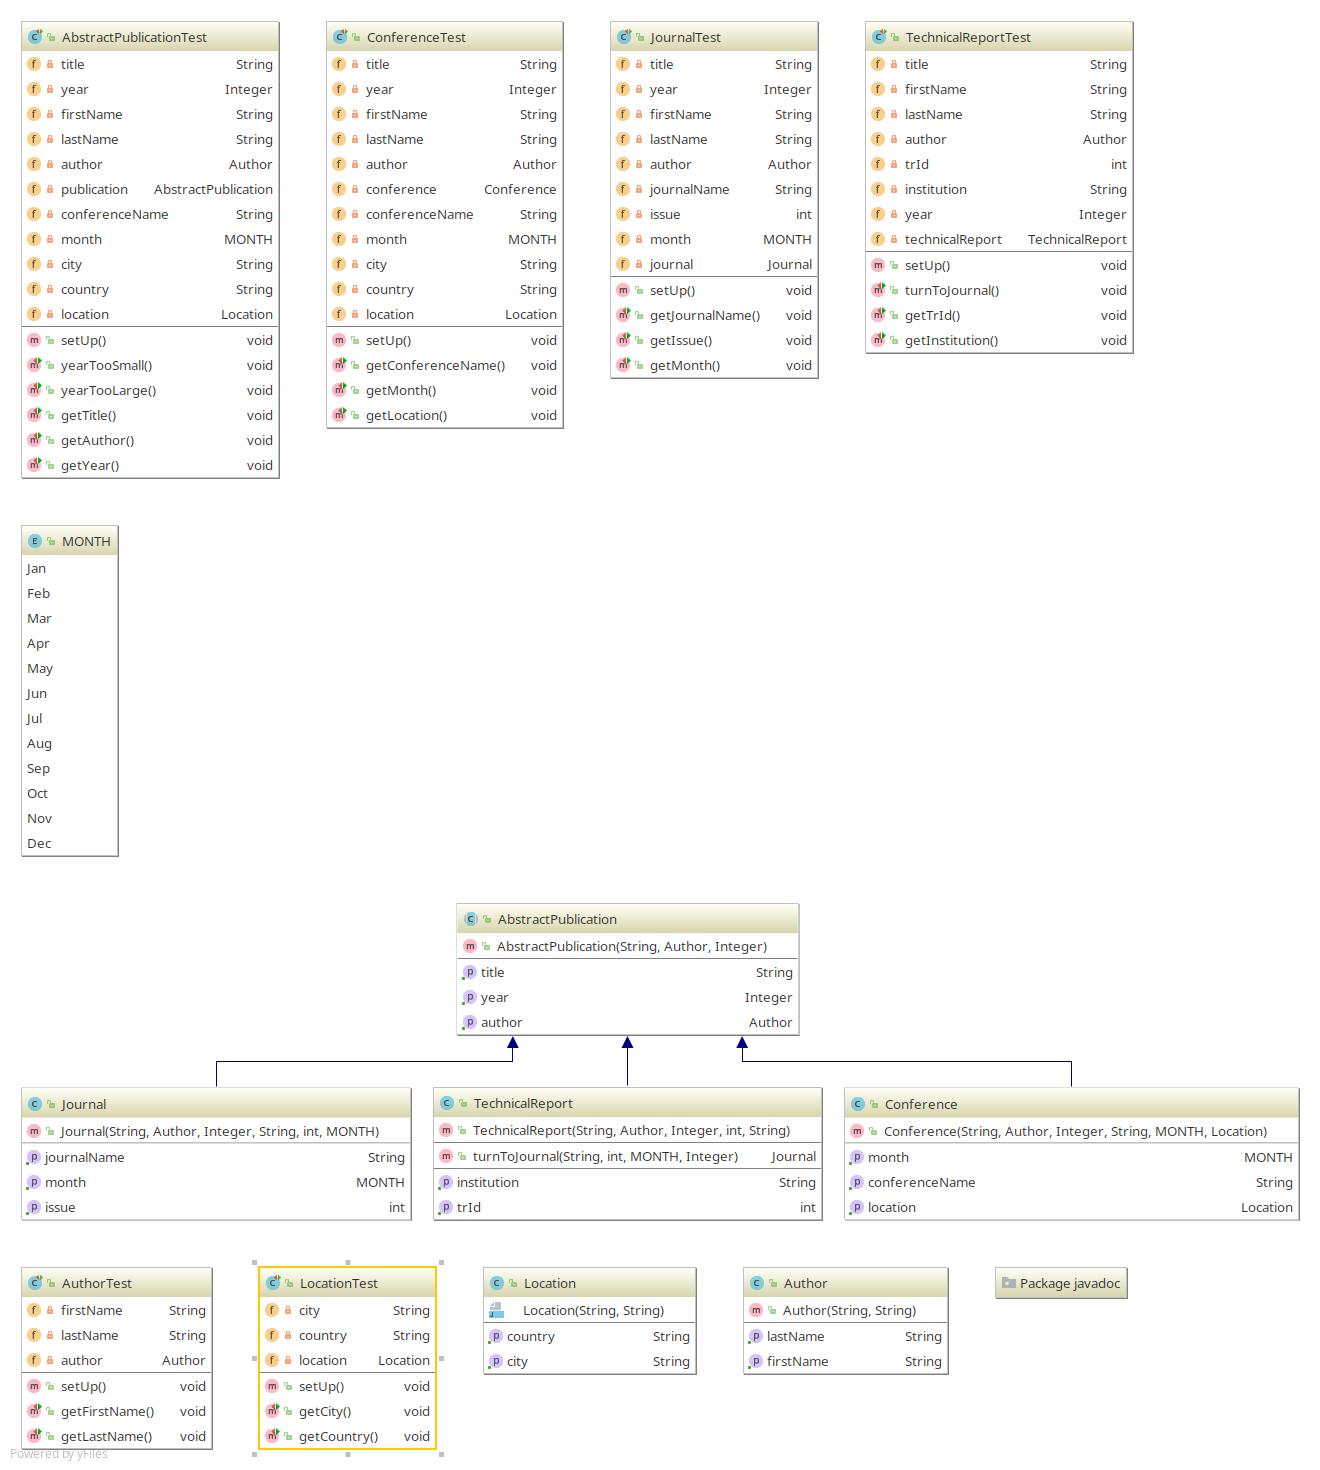 AbstractPublicationTest
title String
year Integer
firstName String
lastName String
author Author
publication AbstractPublication
conferenceName String
month MONTH
city String
country String
location Location
setUp() void
yearTooSmall() void
yearTooLarge() void
getTitle() void
getAuthor() void
getYear() void
ConferenceTest
title String
year Integer
firstName String
lastName String
author Author
conference Conference
conferenceName String
month MONTH
city String
country String
location Location
setUp() void
getConferenceName() void
getMonth() void
getLocation() void
JournalTest
title String
year Integer
firstName String
lastName String
author Author
journalName String
issue int
month MONTH
journal Journal
setUp() void
getJournalName() void
getIssue() void
getMonth() void
TechnicalReportTest
title String
firstName String
lastName String
author Author
trId int
institution String
year Integer
technicalReport TechnicalReport
setUp() void
turnToJournal() void
getTrId() void
getInstitution() void
MONTH
Jan
Feb
Mar
Apr
May
Jun
Jul
Aug
Sep
Oct
Nov
Dec
AbstractPublication
AbstractPublication(String, Author, Integer)
title String
year Integer
author Author
Journal
Journal(String, Author, Integer, String, int, MONTH)
journalName String
month MONTH
issue int
TechnicalReport
TechnicalReport(String, Author, Integer, int, String)
turnToJournal(String, int, MONTH, Integer) Journal
institution String
trId int
Conference
Conference(String, Author, Integer, String, MONTH, Location)
month MONTH
conferenceName String
location Location
AuthorTest
firstName String
lastName String
author Author
setUp() void
getFirstName() void
getLastName() void
LocationTest
city String
country String
location Location
setUp() void
getCity() void
getCountry() void
Location
Location(String, String)
country String
city String
Author
Author(String, String)
lastName String
firstName String
Package javadoc
Powered by yFiles